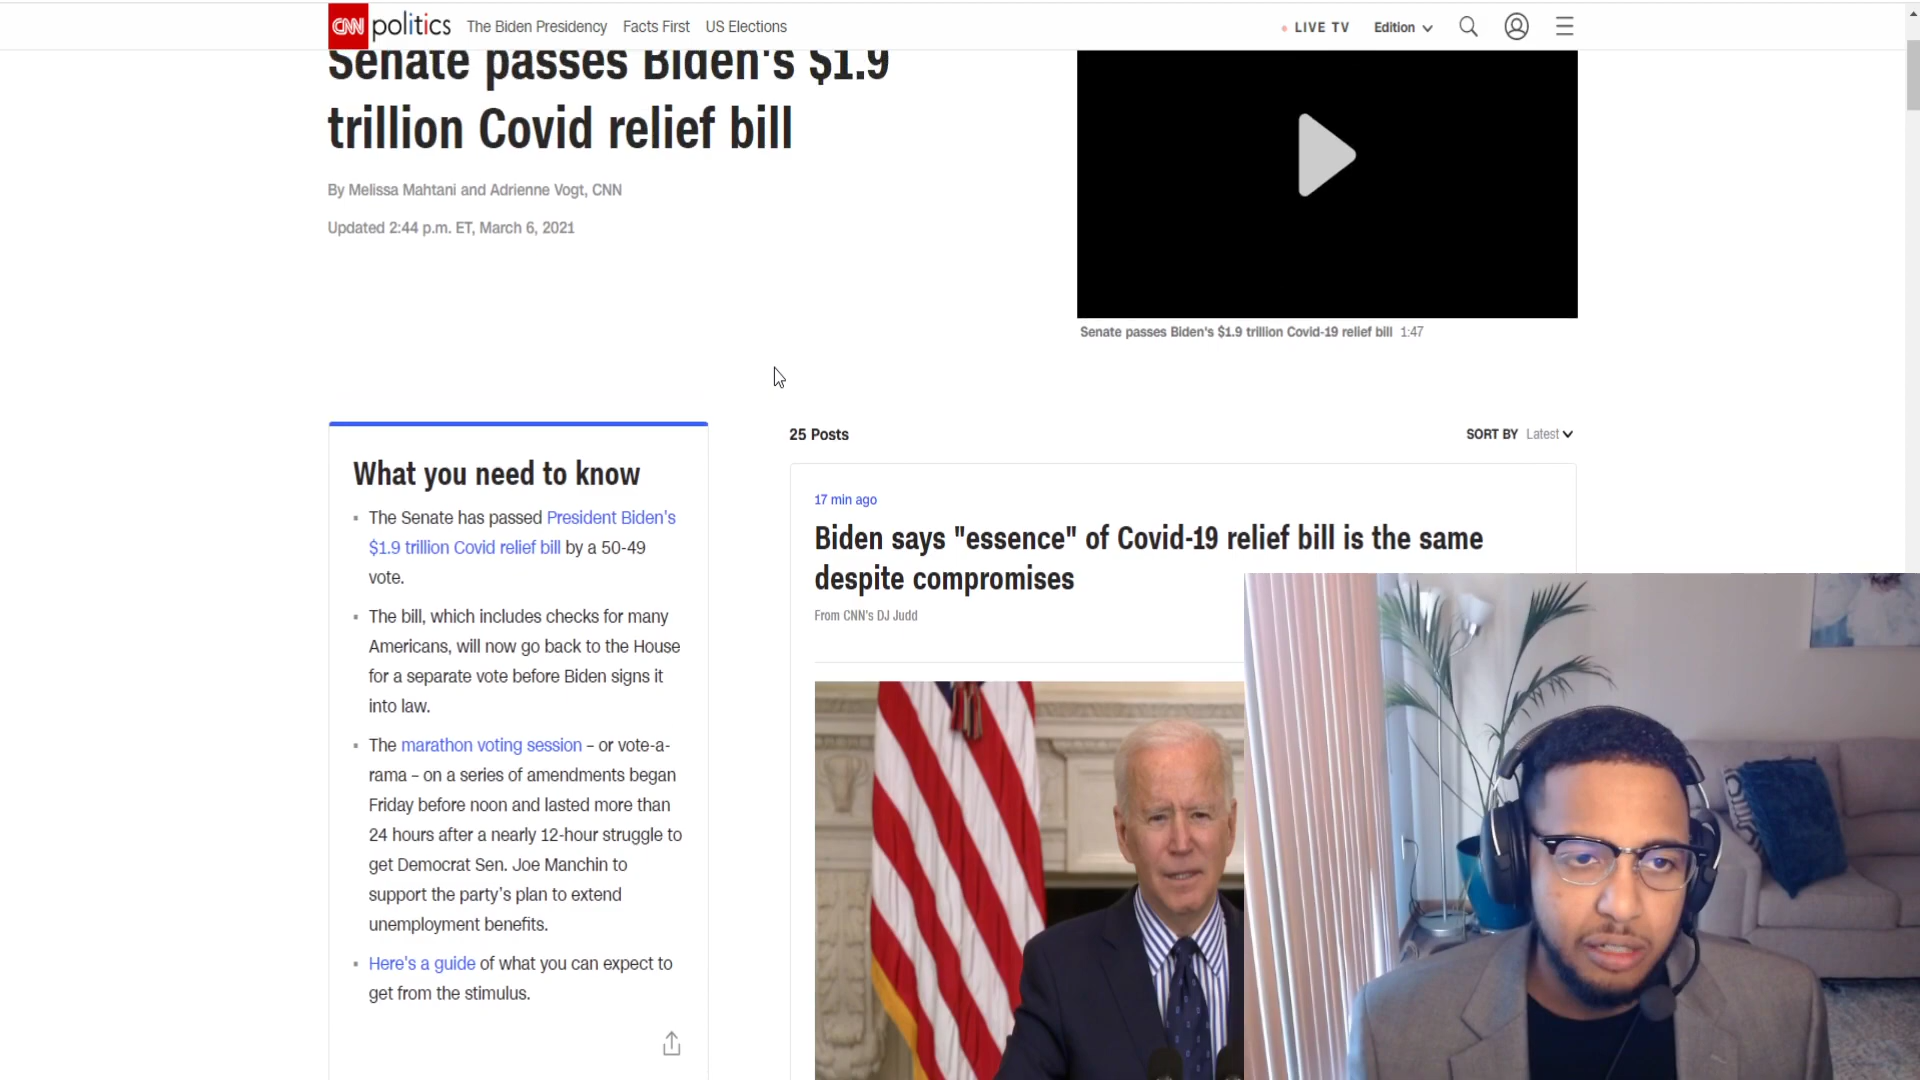 CNN politics The Biden Presidency Facts First US Elections LIVE TV Edition
Senate passes Biden's $1.9
trillion Covid relief bill
By Melissa Mahtani and Adrienne Vogt, CNN
Updated 2:44 p.m. ET, March 6, 2021
Senate passes Biden's $1.9 trillion Covid-19 relief bill 1:47
What you need to know
The Senate has passed President Biden's
$1.9 trillion Covid relief bill by a 50-49
vote.
The bill, which includes checks for many
Americans, will now go back to the House
for a separate vote before Biden signs it
into law.
The marathon voting session – or vote-a-
rama – on a series of amendments began
Friday before noon and lasted more than
24 hours after a nearly 12-hour struggle to
get Democrat Sen. Joe Manchin to
support the party's plan to extend
unemployment benefits.
Here's a guide of what you can expect to
get from the stimulus.
25 Posts
SORT BY Latest
17 min ago
Biden says "essence" of Covid-19 relief bill is the same
despite compromises
From CNN's DJ Judd